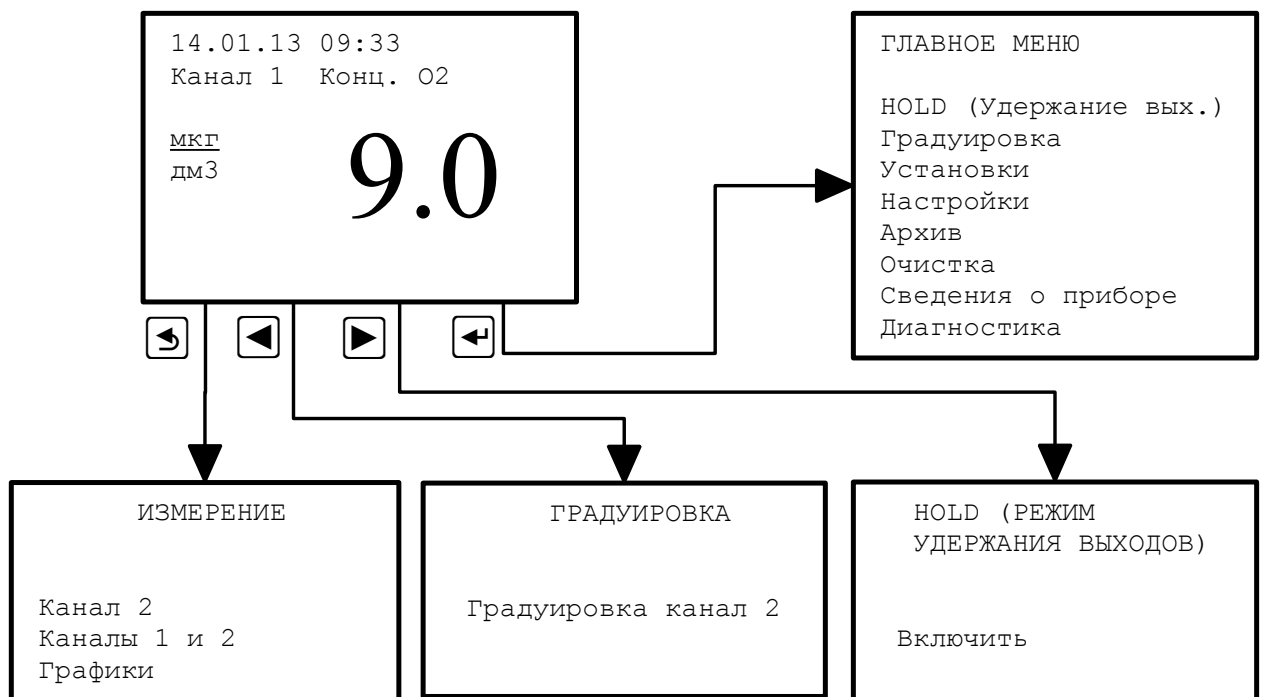 14.01.13 09:33
Канал 1 Конц. О2
мкг
дм3
9.0
ГЛАВНОЕ МЕНЮ
HOLD (Удержание вых.)
Градуировка
Установки
Настройки
Архив
Очистка
Сведения о приборе
Диагностика
ИЗМЕРЕНИЕ
Канал 2
Каналы 1 и 2
Графики
ГРАДУИРОВКА
Градуировка канал 2
HOLD (РЕЖИМ
УДЕРЖАНИЯ ВЫХОДОВ)
Включить